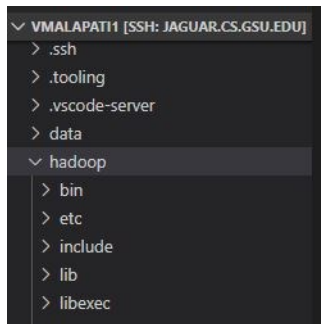 VMALAPATI1 [SSH: JAGUAR.CS.GSU.EDU]
.ssh
.tooling
.vscode-server
data
hadoop
bin
etc
include
lib
libexec